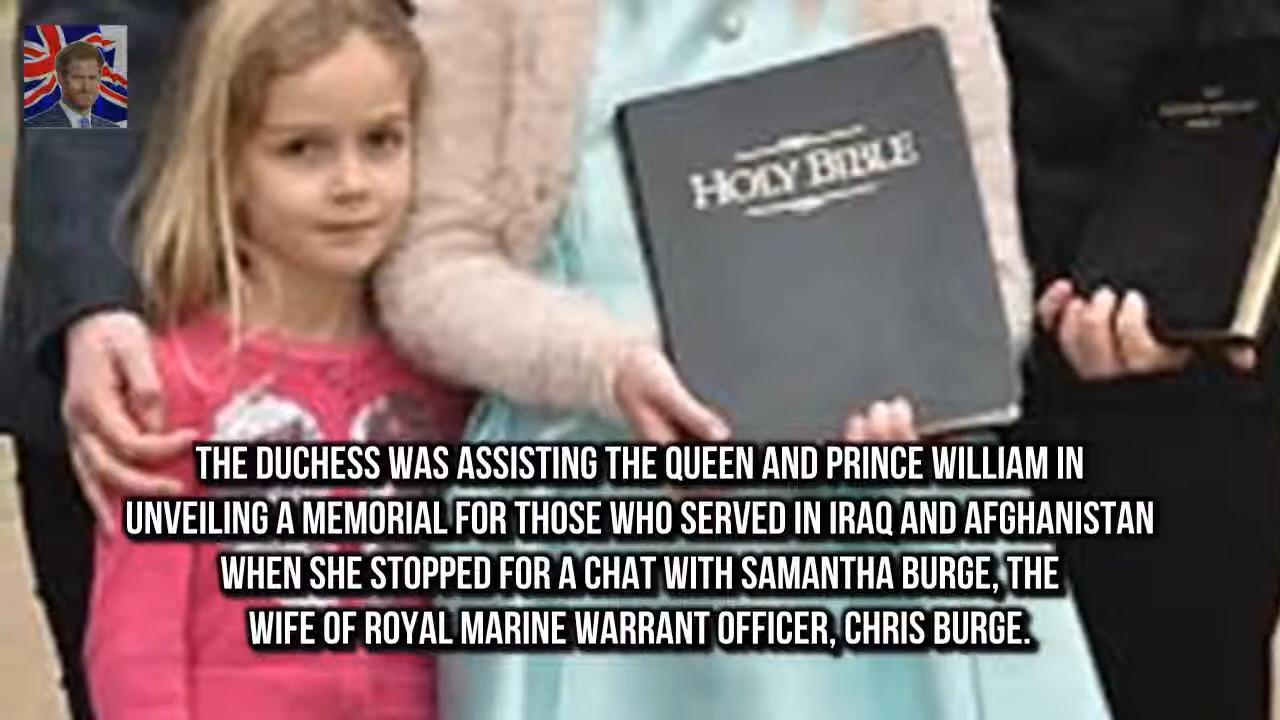 HOLY BIBLE
THE DUCHESS WAS ASSISTING THE QUEEN AND PRINCE WILLIAM IN
UNVEILING A MEMORIAL FOR THOSE WHO SERVED IN IRAQ AND AFGHANISTAN
WHEN SHE STOPPED FOR A CHAT WITH SAMANTHA BURGE, THE
WIFE OF ROYAL MARINE WARRANT OFFICER, CHRIS BURGE.